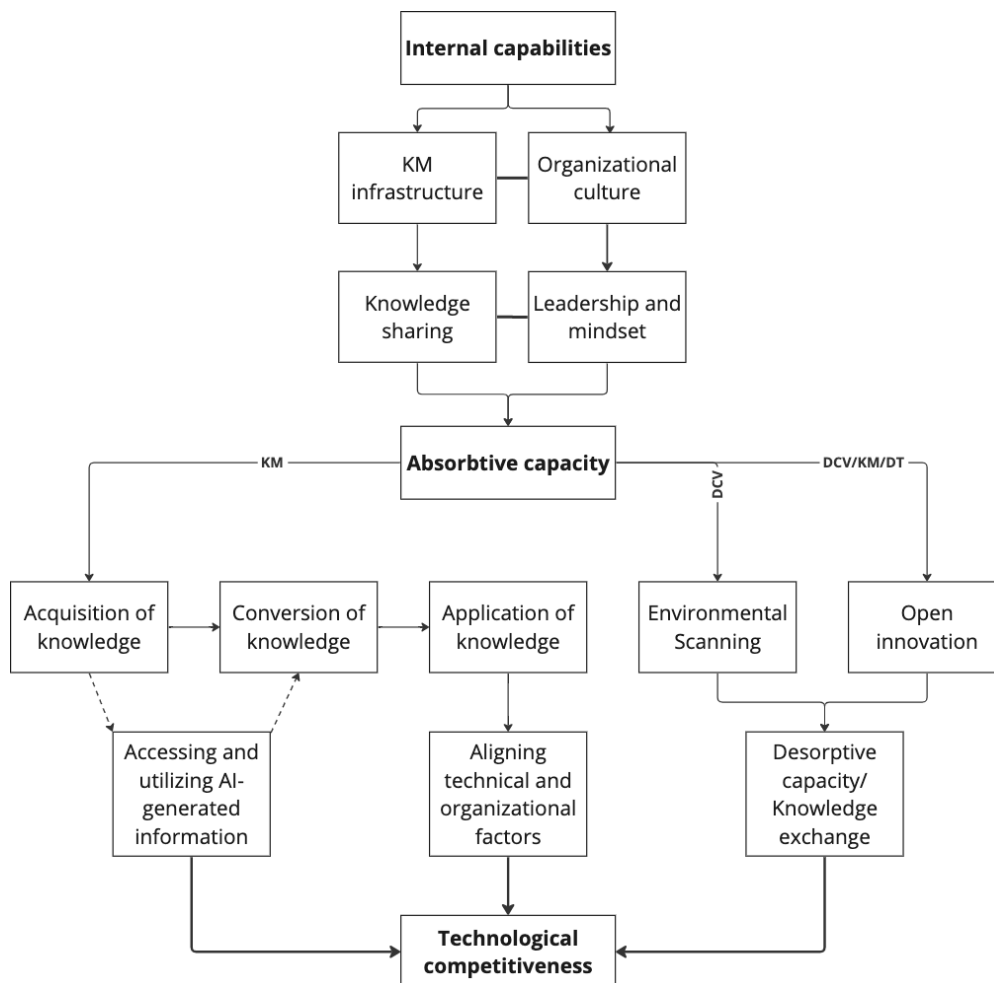 Internal capabilities
KM
infrastructure
Organizational
culture
Knowledge
sharing
Leadership and
mindset
Absorbtive capacity
KM
DCV
DCV/KM/DT
Acquisition of
knowledge
Conversion of
knowledge
Application of
knowledge
Environmental
Scanning
Open
innovation
Accessing and
utilizing AI-
generated
information
Aligning
technical and
organizational
factors
Desorptive
capacity/
Knowledge
exchange
Technological
competitiveness